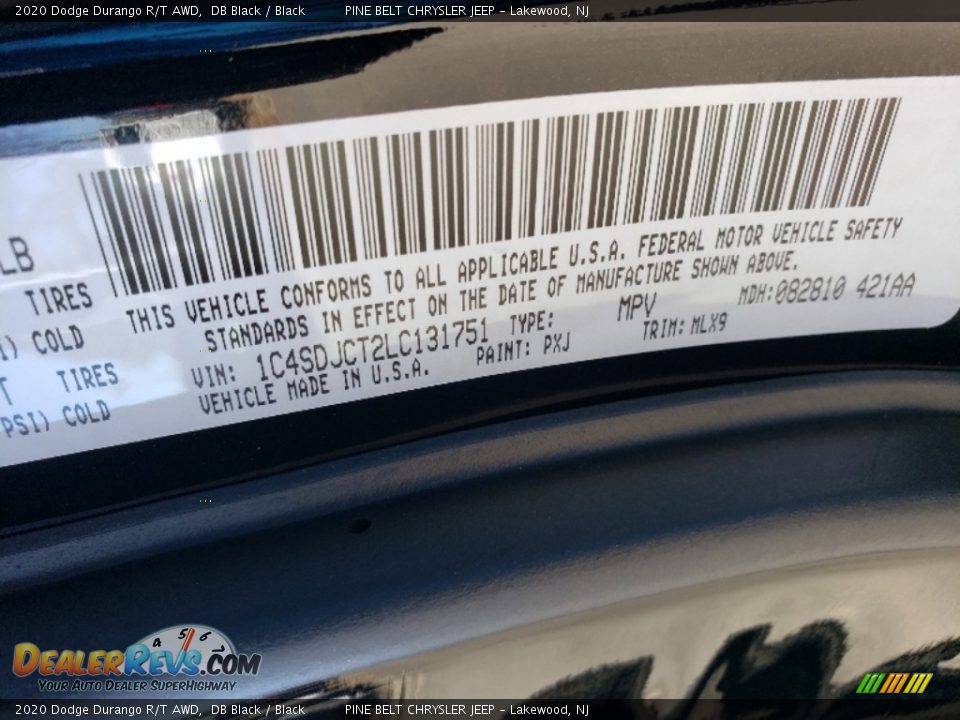 2020 Dodge Durango R/T AWD, DB Black / Black PINE BELT CHRYSLER JEEP - Lakewood, NJ
LB
TIRES
COLD
TIRES
PSI) COLD
THIS VEHICLE CONFORMS TO ALL APPLICABLE U.S.A. FEDERAL MOTOR VEHICLE SAFETY
STANDARDS IN EFFECT ON THE DATE OF MANUFACTURE SHOWN ABOVE.
VIN: 1C4SDJCT2LC131751 TYPE: MPV MDH:082810 421AA
VEHICLE MADE IN U.S.A. PAINT: PXJ TRIM: MLX9
4 5 6
DEALERREVS.COM
YOUR AUTO DEALER SUPERHIGHWAY
2020 Dodge Durango R/T AWD, DB Black / Black PINE BELT CHRYSLER JEEP - Lakewood, NJ